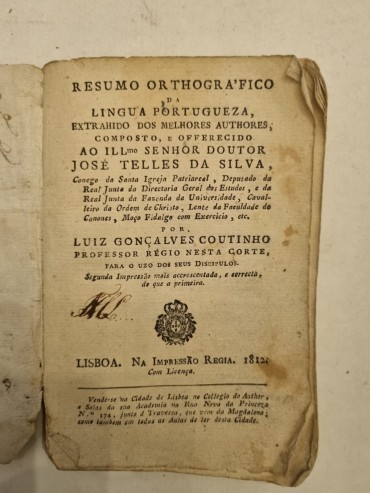 RESUMO ORTHOGRA'FICO
DA
LINGUA PORTUGUEZA,
EXTRAHIDO DOS MELHORES AUTHORES,
COMPOSTO, E OFFERECIDO
AO ILLmo SENHOR DOUTOR
JOSÉ TELLES DA SILVA,
Conego da Santa Igreja Patriarcal, Deputado da
Real Junta da Directoria Geral dos Estudos, e da
Real Junta da Fazenda da Universidade, Caval-
leiro da Ordem de Christo, Lente da Faculdade de
Canones, Moço Fidalgo com Exercicio, etc.
POR
LUIZ GONÇALVES COUTINHO
PROFESSOR RÉGIO NESTA CORTE,
PARA O USO DOS SEUS DISCIPULOS.
Segunda Impressão mais accrescentada, e correcta,
do que a primeira.
LISBOA. NA IMPRESSÃO REGIA. 1812.
Com Licença.
Vende-se na Cidade de Lisboa no Collegio do Author,
e Salas da sua Academia na Rua Nova da Princeza
N.º 174, junto á Travessa, que vem da Magdalena;
como tambem em todas as Aulas de ler desta Cidade.